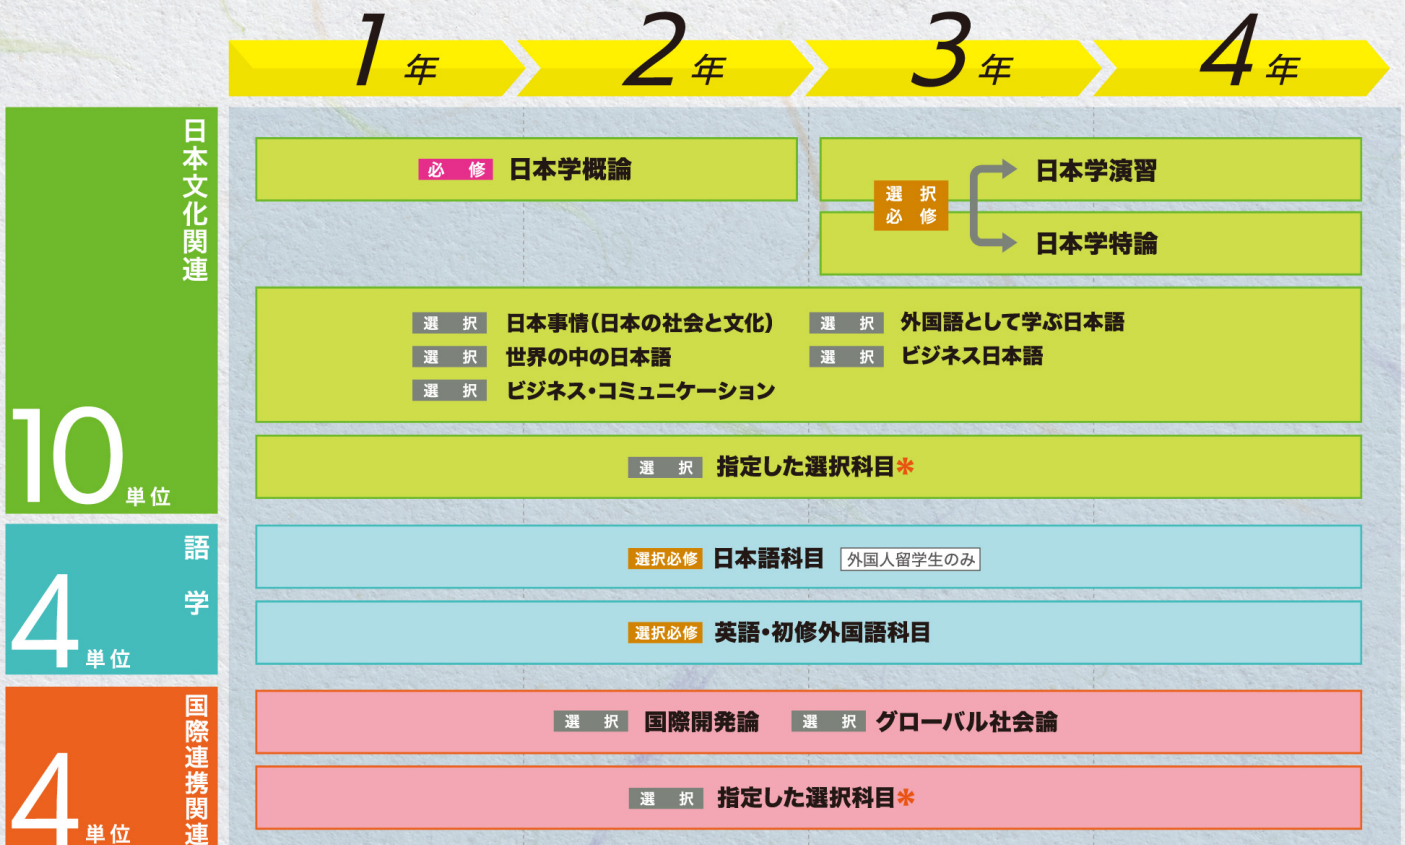 1年
2年
3年
4年
日本文化関連
10単位
必修 日本学概論
選択必修
日本学演習
日本学特論
選択 日本事情(日本の社会と文化)
選択 外国語として学ぶ日本語
選択 世界の中の日本語
選択 ビジネス日本語
選択 ビジネス・コミュニケーション
選択 指定した選択科目*
語学
4単位
選択必修 日本語科目 外国人留学生のみ
選択必修 英語・初修外国語科目
国際連携関連
4単位
選択 国際開発論 選択 グローバル社会論
選択 指定した選択科目*